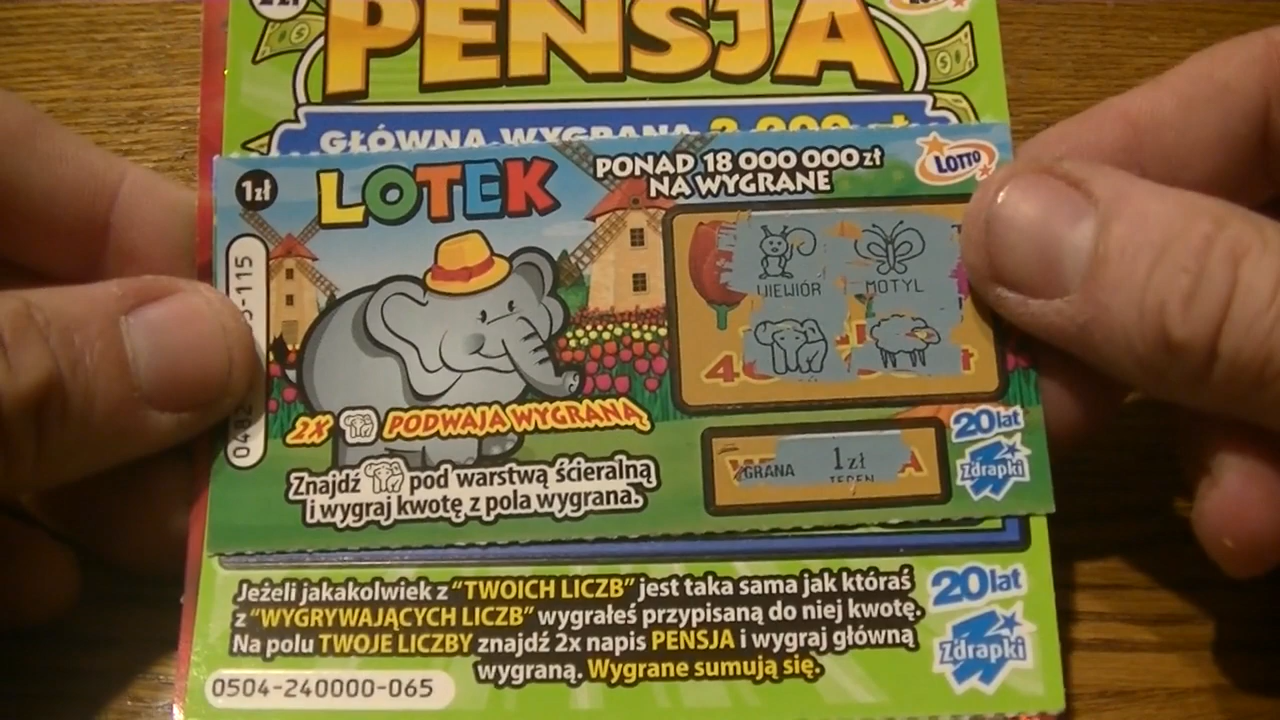 PENSJA
GŁÓWNA WYGRANA
1zł
LOTEK
PONAD 18 000 000 zł
NA WYGRANE
LOTTO
WIEWIÓR
MOTYL
2X PODWAJA WYGRANĄ
Znajdź pod warstwą ścieralną
i wygraj kwotę z pola wygrana.
GRANA
1zł
20 lat
Zdrapki
Jeżeli jakakolwiek z "TWOICH LICZB" jest taka sama jak któraś
z "WYGRYWAJĄCYCH LICZB" wygrałeś przypisaną do niej kwotę.
Na polu TWOJE LICZBY znajdź 2x napis PENSJA i wygraj główną
wygraną. Wygrane sumują się.
20 lat
Zdrapki
0504-240000-065